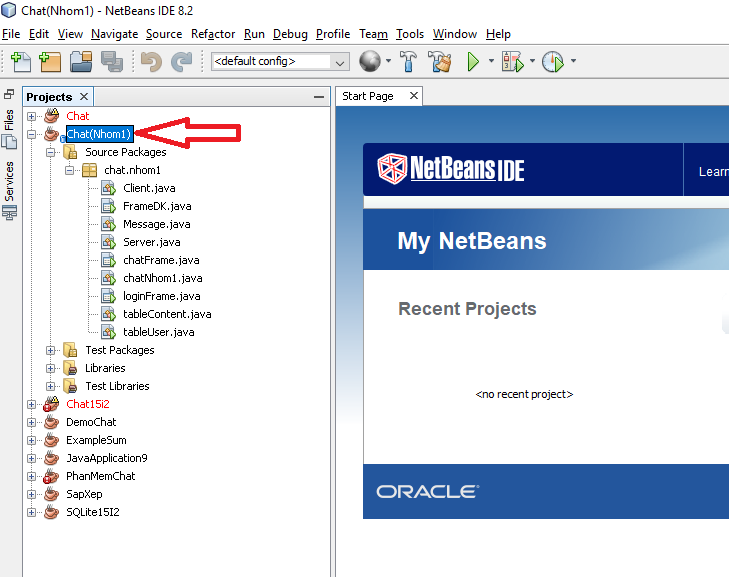 Chat(Nhom1) - NetBeans IDE 8.2
File Edit View Navigate Source Refactor Run Debug Profile Team Tools Window Help
<default config>
Projects
Start Page
Files
Services
Chat
Chat(Nhom1)
Source Packages
chat.nhom1
Client.java
FrameDK.java
Message.java
Server.java
chatFrame.java
chatNhom1.java
loginFrame.java
tableContent.java
tableUser.java
Test Packages
Libraries
Test Libraries
Chat15i2
DemoChat
ExampleSum
JavaApplication9
PhanMemChat
SapXep
SQLite15I2
NetBeans IDE
Learn
My NetBeans
Recent Projects
<no recent project>
ORACLE